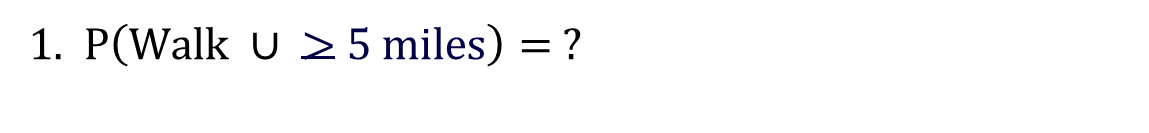 1. P(Walk ∪ ≥ 5 miles) = ?